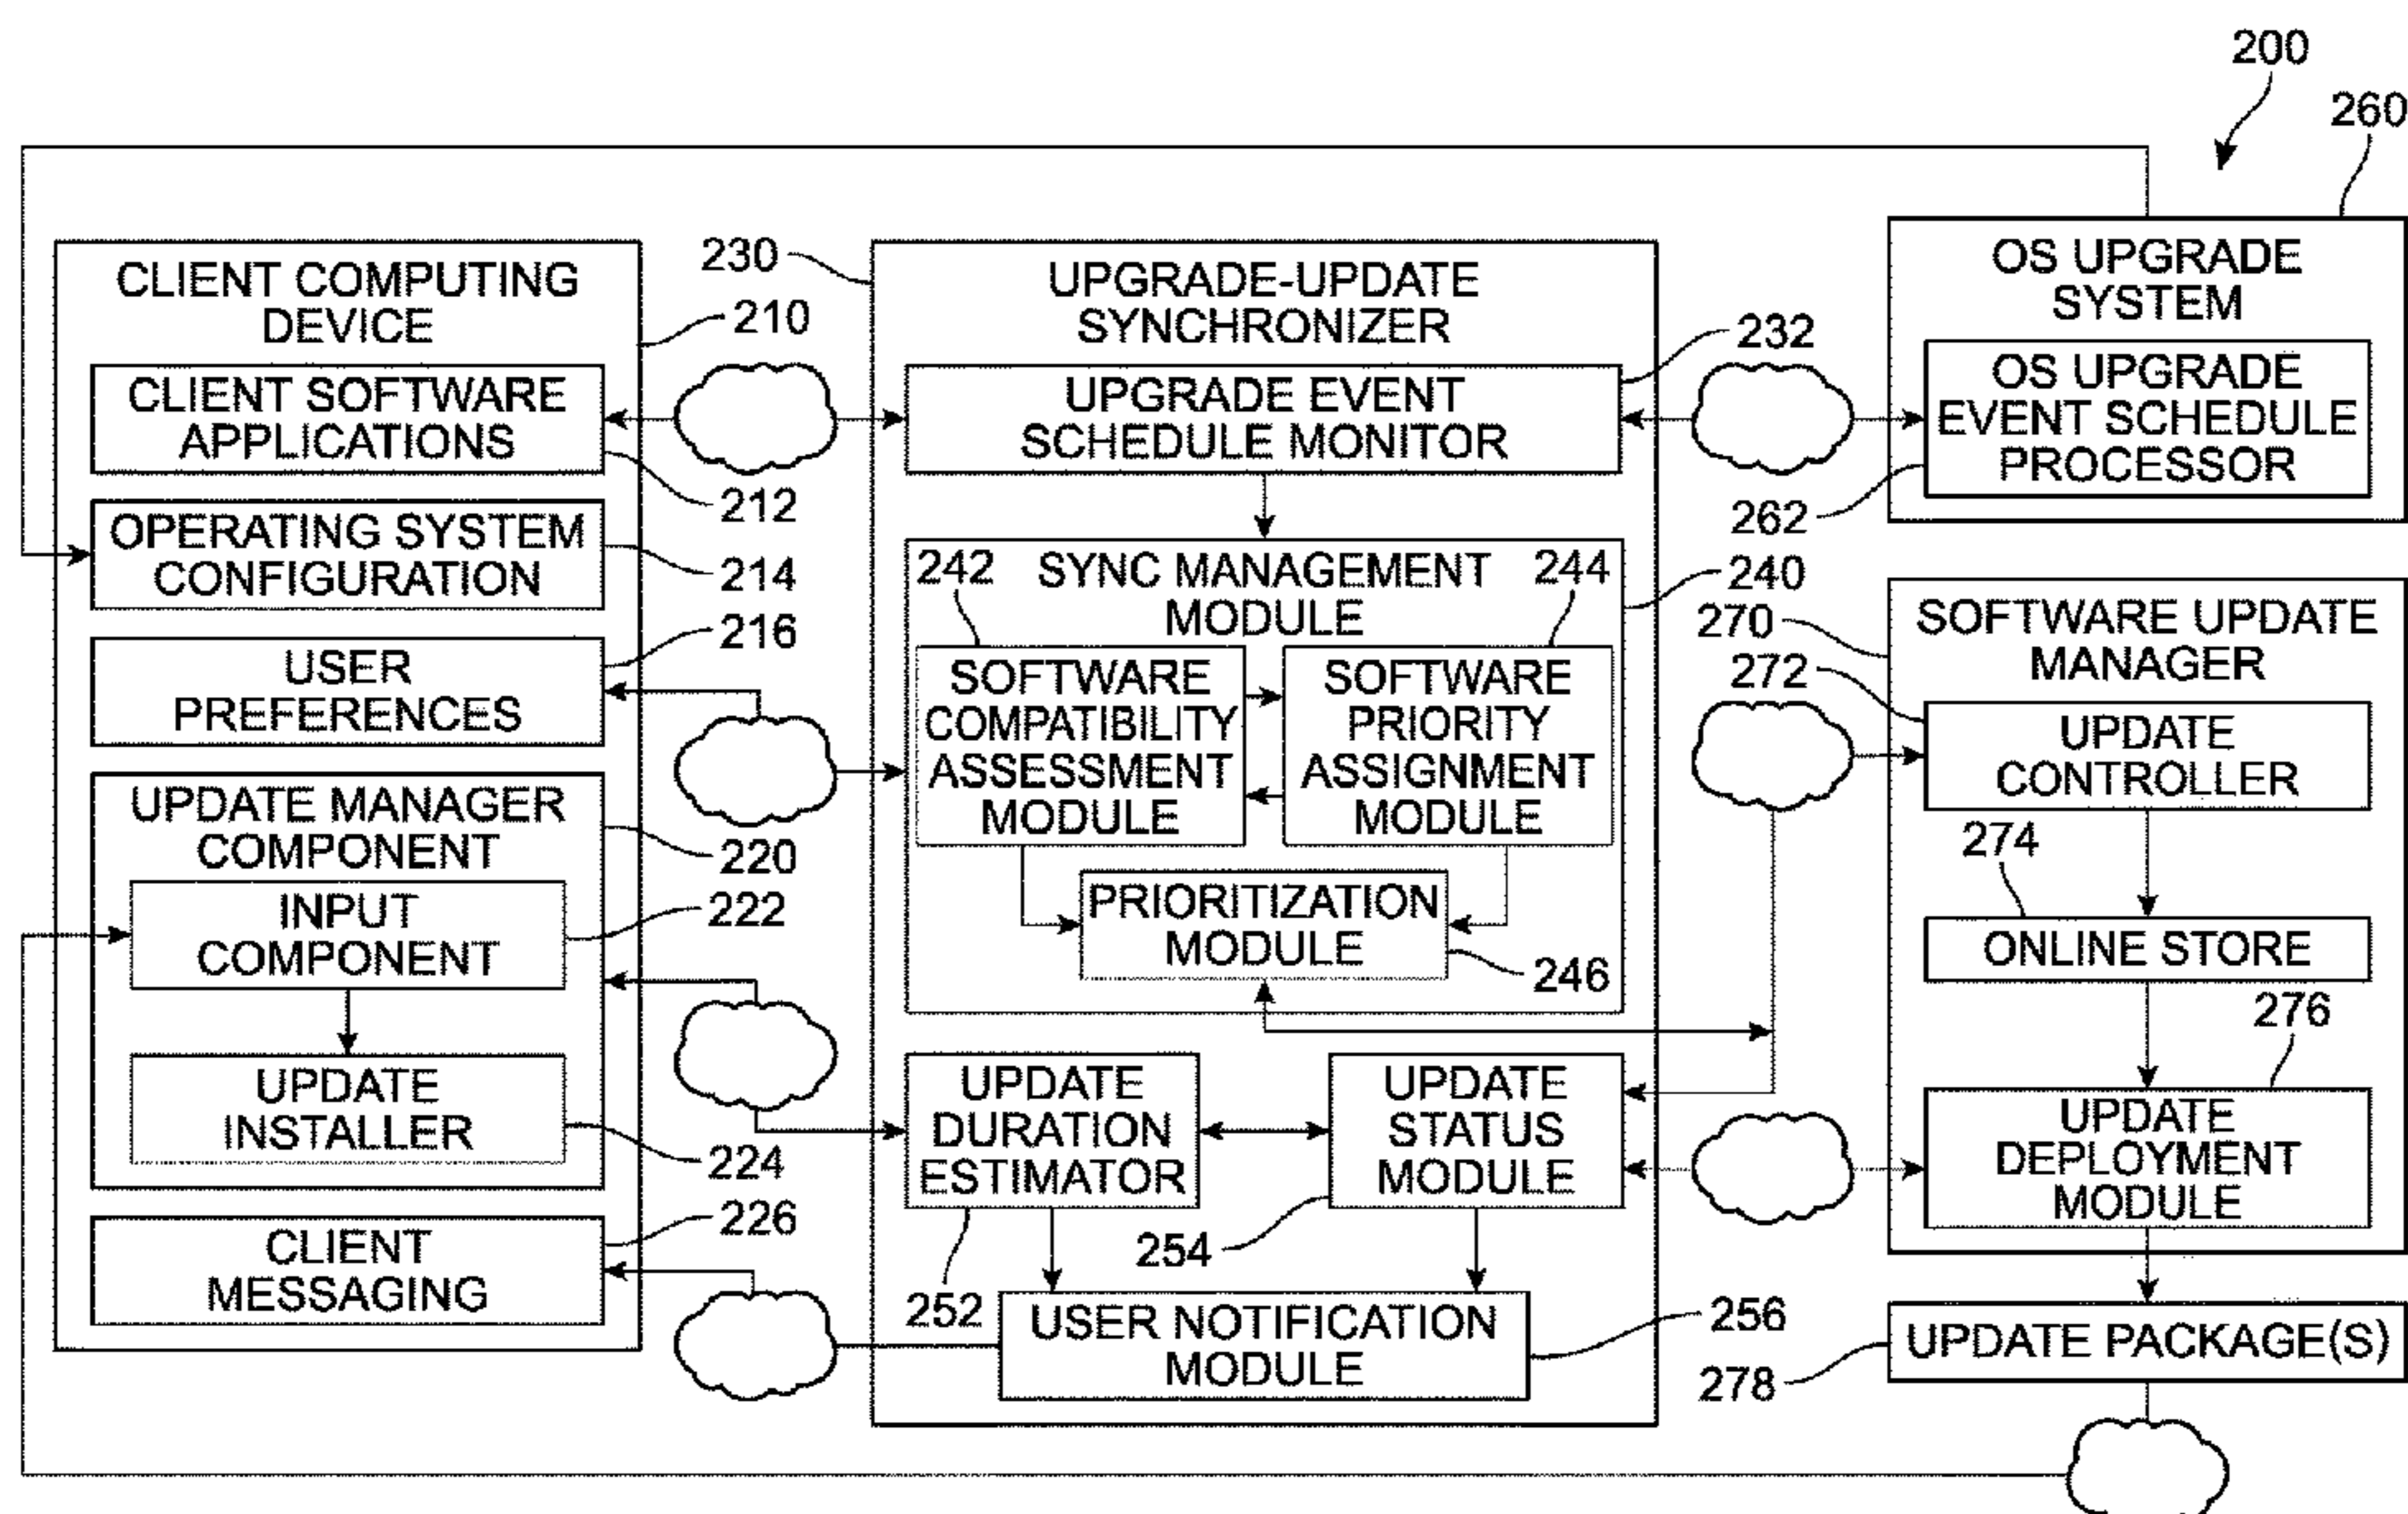 200
260
CLIENT COMPUTING
DEVICE
210
CLIENT SOFTWARE
APPLICATIONS
212
OPERATING SYSTEM
CONFIGURATION
214
USER
PREFERENCES
216
UPDATE MANAGER
COMPONENT
220
INPUT
COMPONENT
222
UPDATE
INSTALLER
224
CLIENT
MESSAGING
226
230
UPGRADE-UPDATE
SYNCHRONIZER
232
UPGRADE EVENT
SCHEDULE MONITOR
242
SYNC MANAGEMENT
MODULE
244
240
SOFTWARE
COMPATIBILITY
ASSESSMENT
MODULE
SOFTWARE
PRIORITY
ASSIGNMENT
MODULE
PRIORITIZATION
MODULE
246
UPDATE
DURATION
ESTIMATOR
252
UPDATE
STATUS
MODULE
254
USER NOTIFICATION
MODULE
256
OS UPGRADE
SYSTEM
OS UPGRADE
EVENT SCHEDULE
PROCESSOR
262
270
SOFTWARE UPDATE
MANAGER
272
UPDATE
CONTROLLER
274
ONLINE STORE
276
UPDATE
DEPLOYMENT
MODULE
UPDATE PACKAGE(S)
278